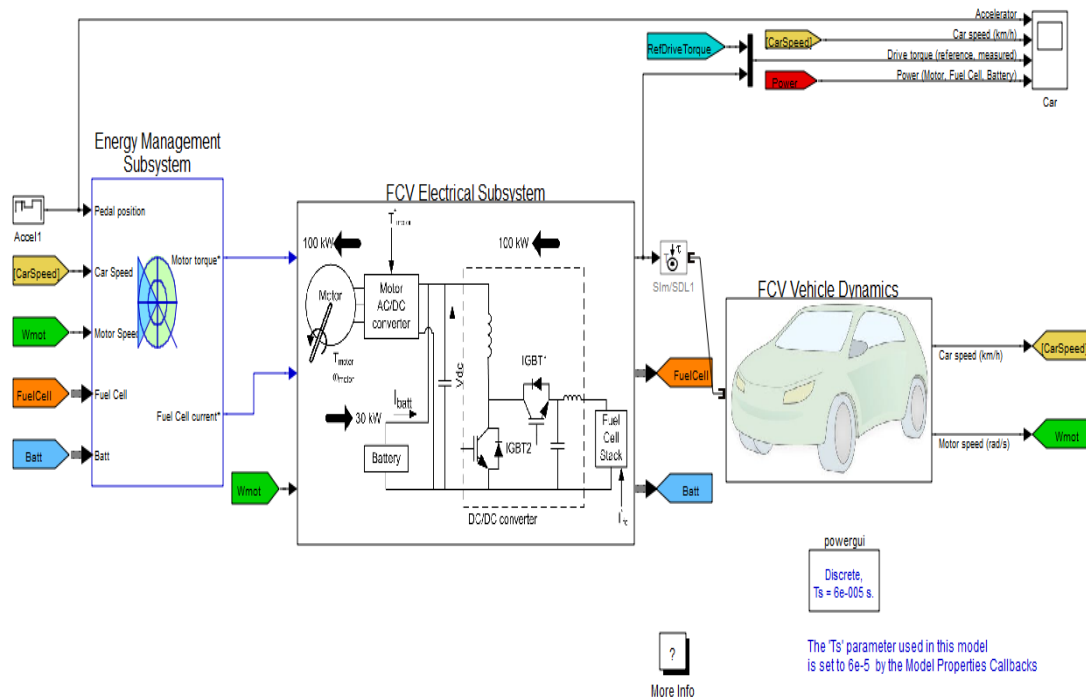 Accelerator
[CarSpeed]
Car speed (km/h)
RefDriveTorque
Drive torque (reference, measured)
Power
Power (Motor, Fuel Cell, Battery)
Car
Energy Management
Subsystem
Accel1
Pedal position
[CarSpeed]
Car Speed
Motor torque*
Wmot
Motor Speed
FuelCell
Fuel Cell
Fuel Cell current*
Batt
Batt
FCV Electrical Subsystem
T*motor
100 kW
100 kW
Motor
Motor
AC/DC
converter
Tmotor
ωmotor
Vdc
IGBT1
Ibatt
30 kW
Battery
IGBT2
Fuel
Cell
Stack
DC/DC converter
Wmot
Sim/SDL1
FuelCell
Batt
FCV Vehicle Dynamics
Car speed (km/h)
[CarSpeed]
Motor speed (rad/s)
Wmot
powergui
Discrete,
Ts = 6e-005 s.
?
More Info
The 'Ts' parameter used in this model
is set to 6e-5 by the Model Properties Callbacks